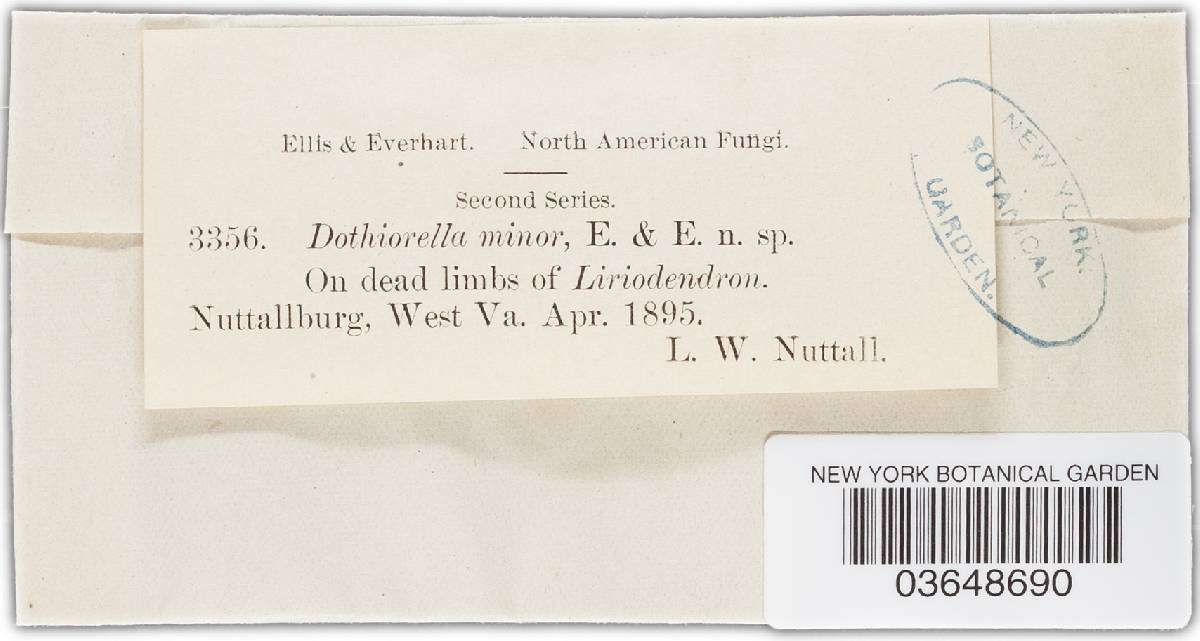 Ellis & Everhart. North American Fungi.
Second Series.
3356. Dothiorella minor, E. & E. n. sp.
On dead limbs of Liriodendron.
Nuttallburg, West Va. Apr. 1895.
L. W. Nuttall.
NEW YORK
BOTANICAL
GARDEN.
NEW YORK BOTANICAL GARDEN
03648690